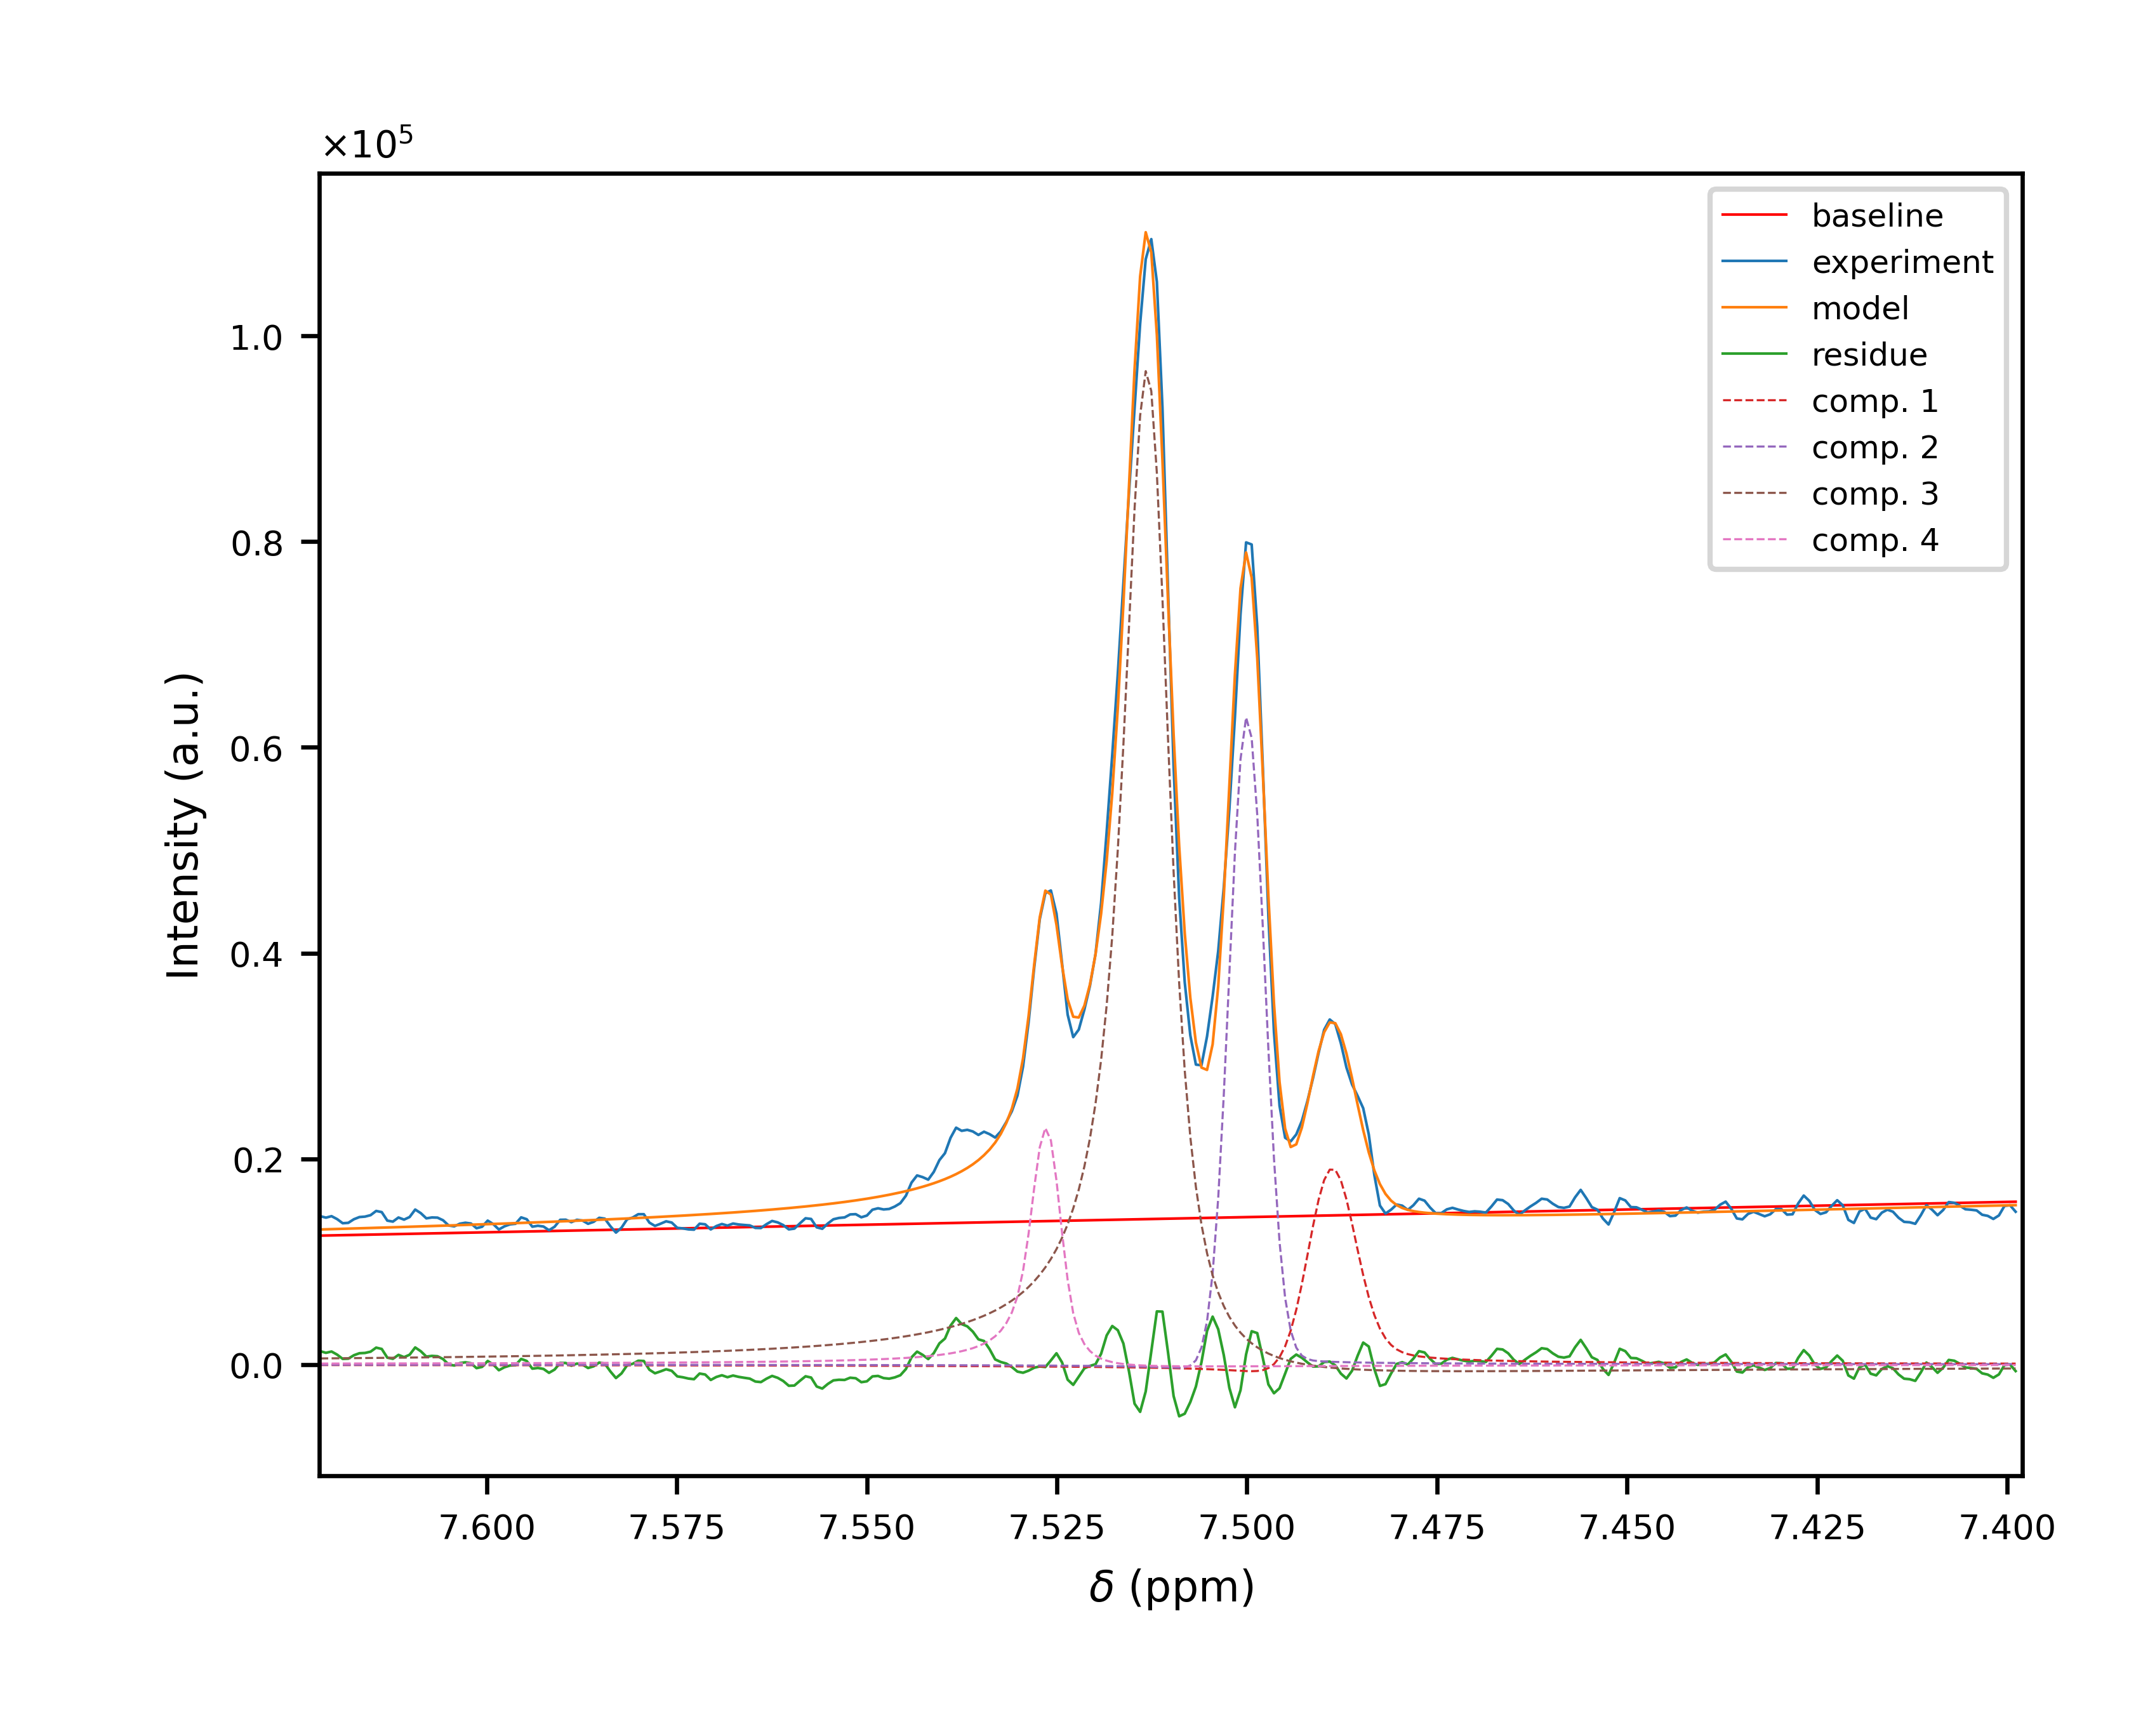 ×10⁵
Intensity (a.u.)
1.0
0.8
0.6
0.4
0.2
0.0
baseline
experiment
model
residue
comp. 1
comp. 2
comp. 3
comp. 4
7.600 7.575 7.550 7.525 7.500 7.475 7.450 7.425 7.400
δ (ppm)